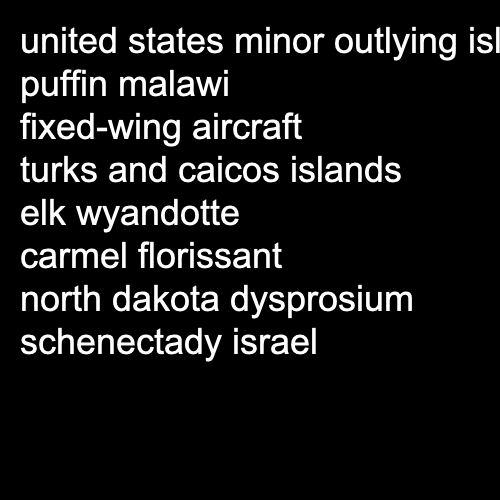 united states minor outlying isl
puffin malawi
fixed-wing aircraft
turks and caicos islands
elk wyandotte
carmel florissant
north dakota dysprosium
schenectady israel